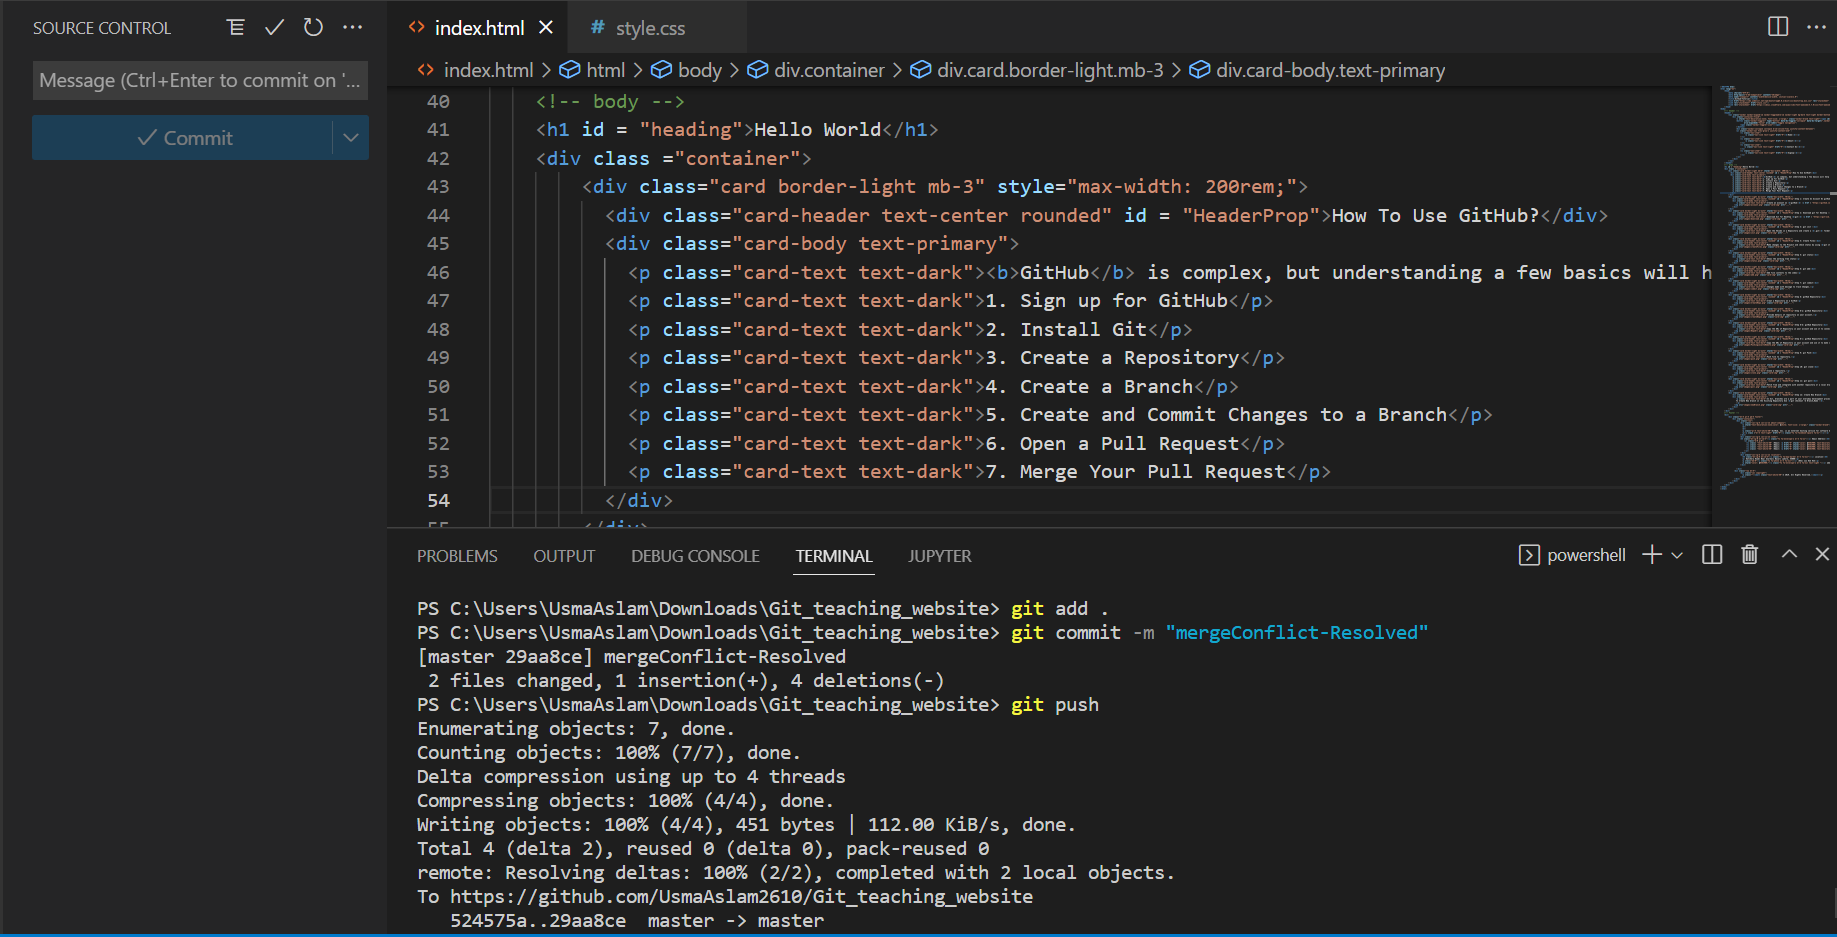 SOURCE CONTROL
Message (Ctrl+Enter to commit on '...
Commit
index.html
# style.css
index.html > html > body > div.container > div.card.border-light.mb-3 > div.card-body.text-primary
40 <!-- body -->
41 <h1 id = "heading">Hello World</h1>
42 <div class ="container">
43 <div class="card border-light mb-3" style="max-width: 200rem;">
44 <div class="card-header text-center rounded" id = "HeaderProp">How To Use GitHub?</div>
45 <div class="card-body text-primary">
46 <p class="card-text text-dark"><b>GitHub</b> is complex, but understanding a few basics will h
47 <p class="card-text text-dark">1. Sign up for GitHub</p>
48 <p class="card-text text-dark">2. Install Git</p>
49 <p class="card-text text-dark">3. Create a Repository</p>
50 <p class="card-text text-dark">4. Create a Branch</p>
51 <p class="card-text text-dark">5. Create and Commit Changes to a Branch</p>
52 <p class="card-text text-dark">6. Open a Pull Request</p>
53 <p class="card-text text-dark">7. Merge Your Pull Request</p>
54 </div>
55 </div>
PROBLEMS OUTPUT DEBUG CONSOLE TERMINAL JUPYTER
powershell
PS C:\Users\UsmaAslam\Downloads\Git_teaching_website> git add .
PS C:\Users\UsmaAslam\Downloads\Git_teaching_website> git commit -m "mergeConflict-Resolved"
[master 29aa8ce] mergeConflict-Resolved
2 files changed, 1 insertion(+), 4 deletions(-)
PS C:\Users\UsmaAslam\Downloads\Git_teaching_website> git push
Enumerating objects: 7, done.
Counting objects: 100% (7/7), done.
Delta compression using up to 4 threads
Compressing objects: 100% (4/4), done.
Writing objects: 100% (4/4), 451 bytes | 112.00 KiB/s, done.
Total 4 (delta 2), reused 0 (delta 0), pack-reused 0
remote: Resolving deltas: 100% (2/2), completed with 2 local objects.
To https://github.com/UsmaAslam2610/Git_teaching_website
524575a..29aa8ce master -> master